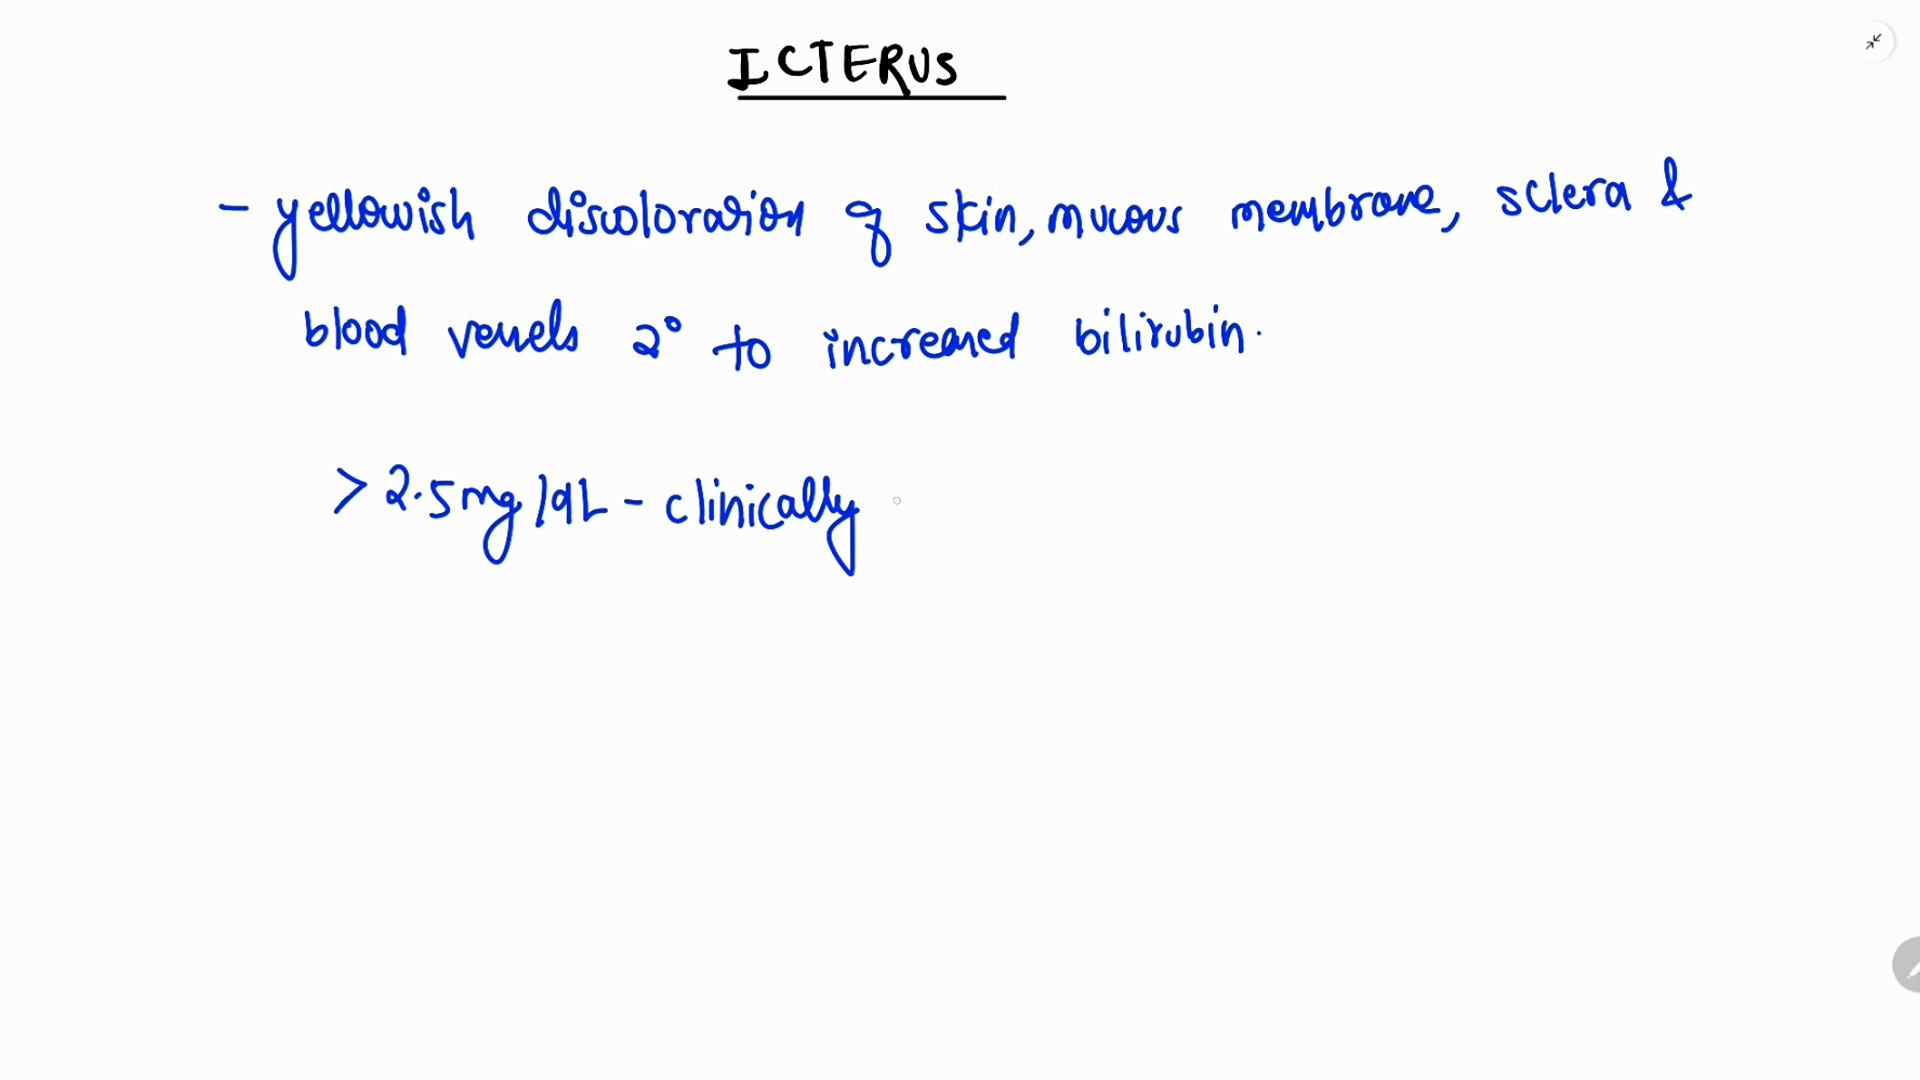 ICTERUS
- yellowish discoloration of skin, mucous membrane, sclera &
blood vessels 2° to increased bilirubin.
> 2.5mg/dL - clinically